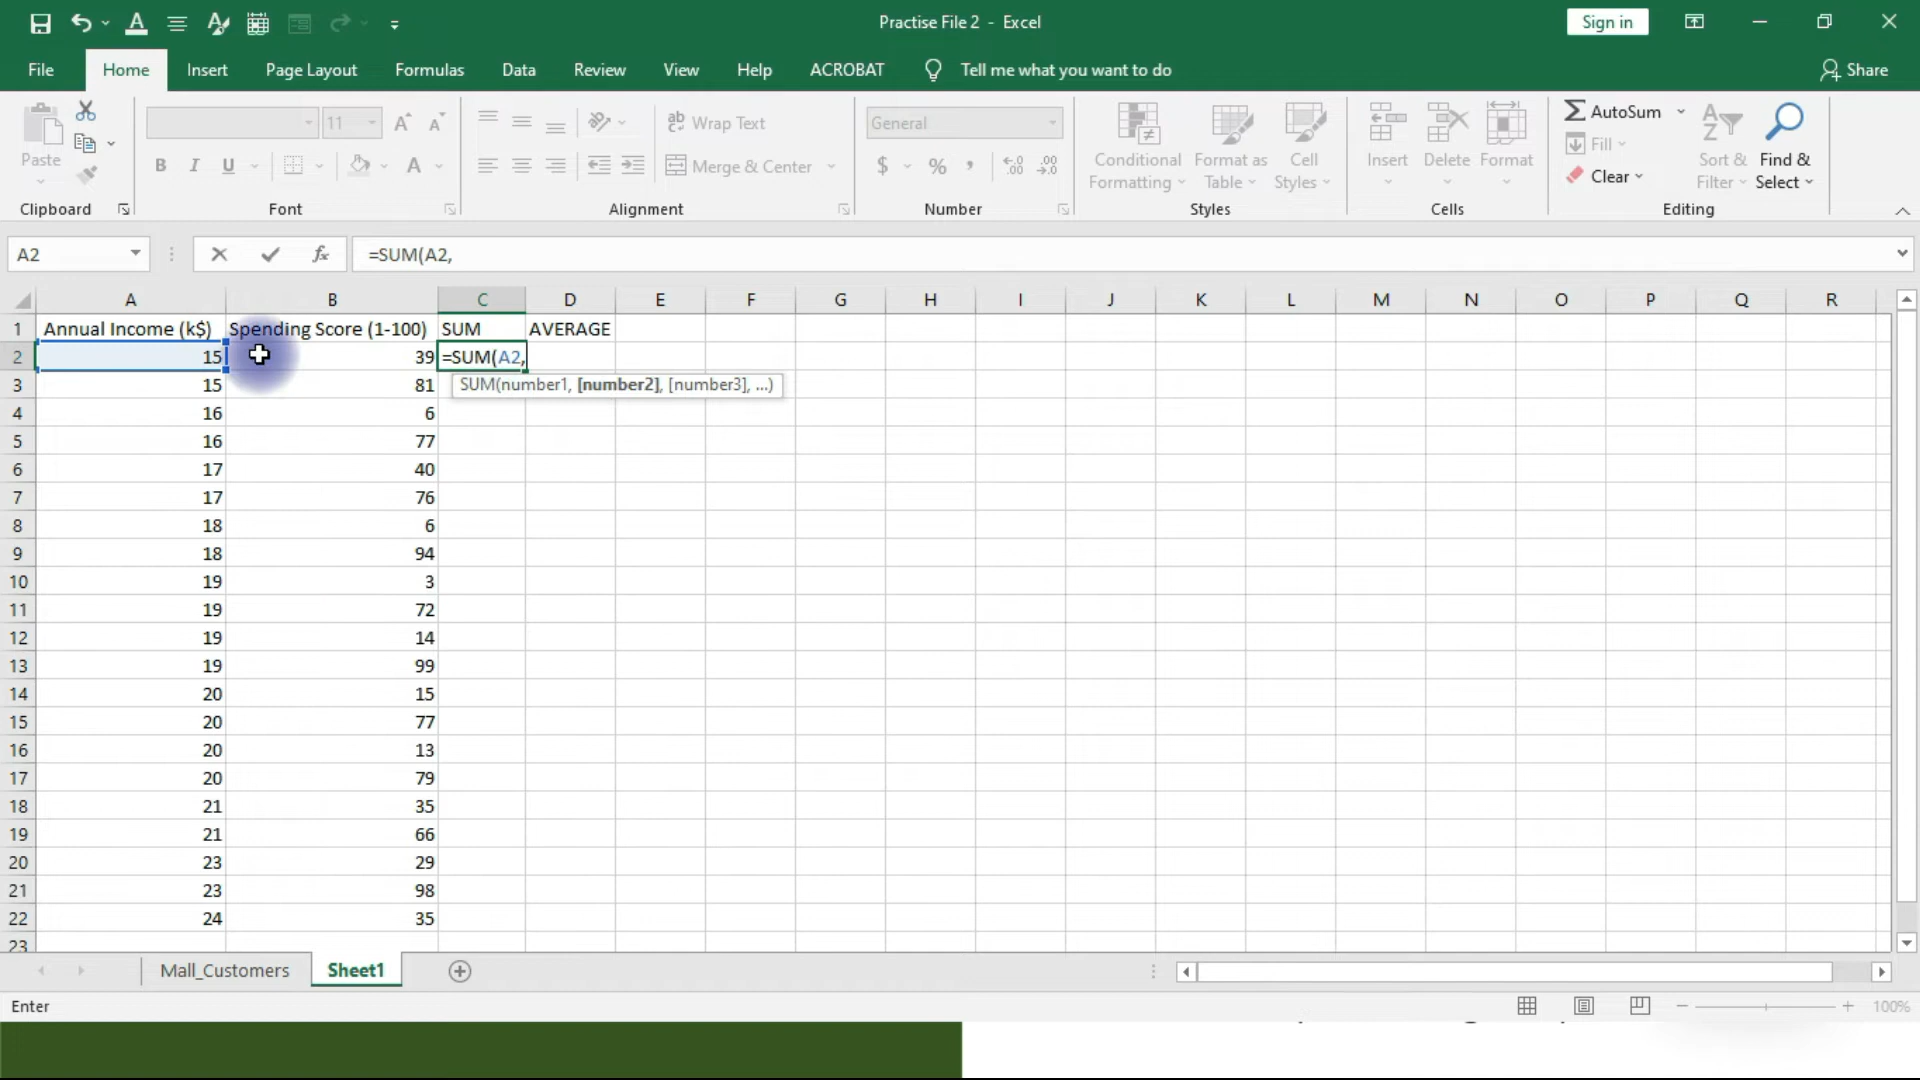 Practise File 2 - Excel
Sign in
File Home Insert Page Layout Formulas Data Review View Help ACROBAT Tell me what you want to do Share
Paste
11
Wrap Text
Merge & Center
General
Conditional Formatting
Format as Table
Cell Styles
Insert
Delete
Format
AutoSum
Fill
Clear
Sort & Filter
Find & Select
Clipboard Font Alignment Number Styles Cells Editing
A2 =SUM(A2,
A B C D E F G H I J K L M N O P Q R
1 Annual Income (k$) Spending Score (1-100) SUM AVERAGE
2 15 39 =SUM(A2,
SUM(number1, [number2], [number3], ...)
3 15 81
4 16 6
5 16 77
6 17 40
7 17 76
8 18 6
9 18 94
10 19 3
11 19 72
12 19 14
13 19 99
14 20 15
15 20 77
16 20 13
17 20 79
18 21 35
19 21 66
20 23 29
21 23 98
22 24 35
23
Mall_Customers Sheet1
Enter 100%